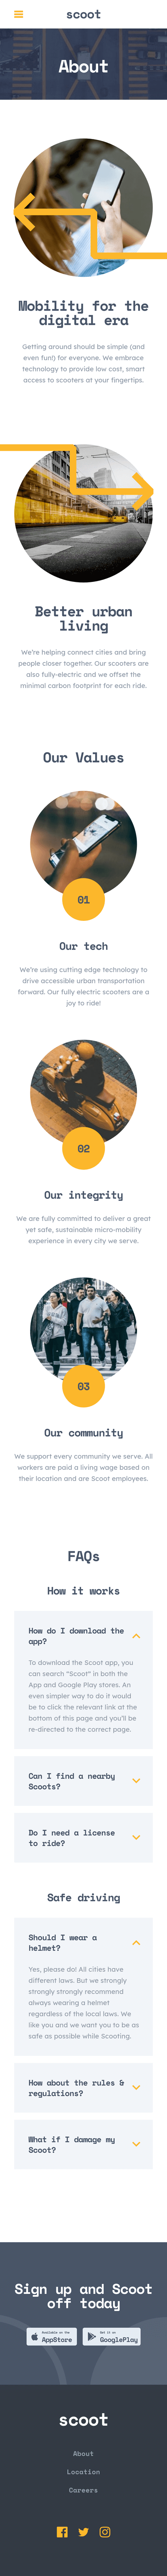 scoot
About
Mobility for the
digital era
Getting around should be simple (and
even fun!) for everyone. We embrace
technology to provide low cost, smart
access to scooters at your fingertips.
Better urban
living
We're helping connect cities and bring
people closer together. Our scooters are
also fully-electric and we offset the
minimal carbon footprint for each ride.
Our Values
01
Our tech
We're using cutting edge technology to
drive accessible urban transportation
forward. Our fully electric scooters are a
joy to ride!
02
Our integrity
We are fully committed to deliver a great
yet safe, sustainable micro-mobility
experience in every city we serve.
03
Our community
We support every community we serve. All
workers are paid a living wage based on
their location and are Scoot employees.
FAQs
How it works
How do I download the
app?
To download the Scoot app, you
can search “Scoot” in both the
App and Google Play stores. An
even simpler way to do it would
be to click the relevant link at the
bottom of this page and you’ll be
re-directed to the correct page.
Can I find a nearby
Scoots?
Do I need a license
to ride?
Safe driving
Should I wear a
helmet?
Yes, please do! All cities have
different laws. But we strongly
strongly strongly recommend
always wearing a helmet
regardless of the local laws. We
like you and we want you to be as
safe as possible while Scooting.
How about the rules &
regulations?
What if I damage my
Scoot?
Sign up and Scoot
off today
Available on the
AppStore
Get it on
GooglePlay
scoot
About
Location
Careers